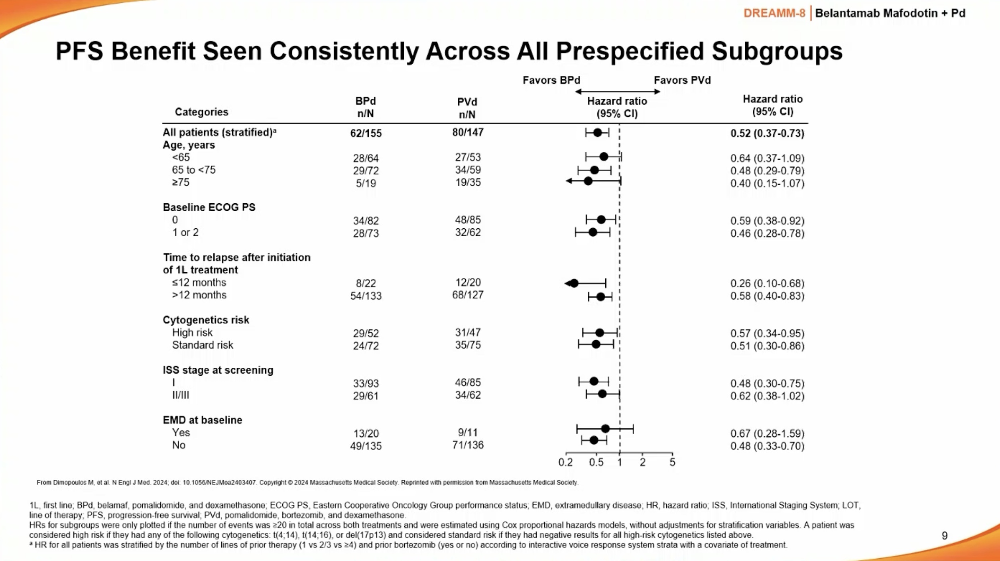 DREAMM-8 | Belantamab Mafodotin + Pd
PFS Benefit Seen Consistently Across All Prespecified Subgroups
Favors BPd Favors PVd
Categories BPd n/N PVd n/N Hazard ratio (95% CI) Hazard ratio (95% CI)
All patients (stratified)ᵃ 62/155 80/147 0.52 (0.37-0.73)
Age, years
<65 28/64 27/53 0.64 (0.37-1.09)
65 to <75 29/72 34/59 0.48 (0.29-0.79)
≥75 5/19 19/35 0.40 (0.15-1.07)
Baseline ECOG PS
0 34/82 48/85 0.59 (0.38-0.92)
1 or 2 28/73 32/62 0.46 (0.28-0.78)
Time to relapse after initiation
of 1L treatment
≤12 months 8/22 12/20 0.26 (0.10-0.68)
>12 months 54/133 68/127 0.58 (0.40-0.83)
Cytogenetics risk
High risk 29/52 31/47 0.57 (0.34-0.95)
Standard risk 24/72 35/75 0.51 (0.30-0.86)
ISS stage at screening
I 33/93 46/85 0.48 (0.30-0.75)
II/III 29/61 34/62 0.62 (0.38-1.02)
EMD at baseline
Yes 13/20 9/11 0.67 (0.28-1.59)
No 49/135 71/136 0.48 (0.33-0.70)
0.2 0.5 1 2 5
From Dimopoulos M, et al. N Engl J Med. 2024; doi: 10.1056/NEJMoa2403407. Copyright © 2024 Massachusetts Medical Society. Reprinted with permission from Massachusetts Medical Society.
1L, first line; BPd, belamaf, pomalidomide, and dexamethasone; ECOG PS, Eastern Cooperative Oncology Group performance status; EMD, extramedullary disease; HR, hazard ratio; ISS, International Staging System; LOT,
line of therapy; PFS, progression-free survival; PVd, pomalidomide, bortezomib, and dexamethasone.
HRs for subgroups were only plotted if the number of events was ≥20 in total across both treatments and were estimated using Cox proportional hazards models, without adjustments for stratification variables. A patient was
considered high risk if they had any of the following cytogenetics: t(4;14), t(14;16), or del(17p13) and considered standard risk if they had negative results for all high-risk cytogenetics listed above.
ᵃ HR for all patients was stratified by the number of lines of prior therapy (1 vs 2/3 vs ≥4) and prior bortezomib (yes or no) according to interactive voice response system strata with a covariate of treatment.
9